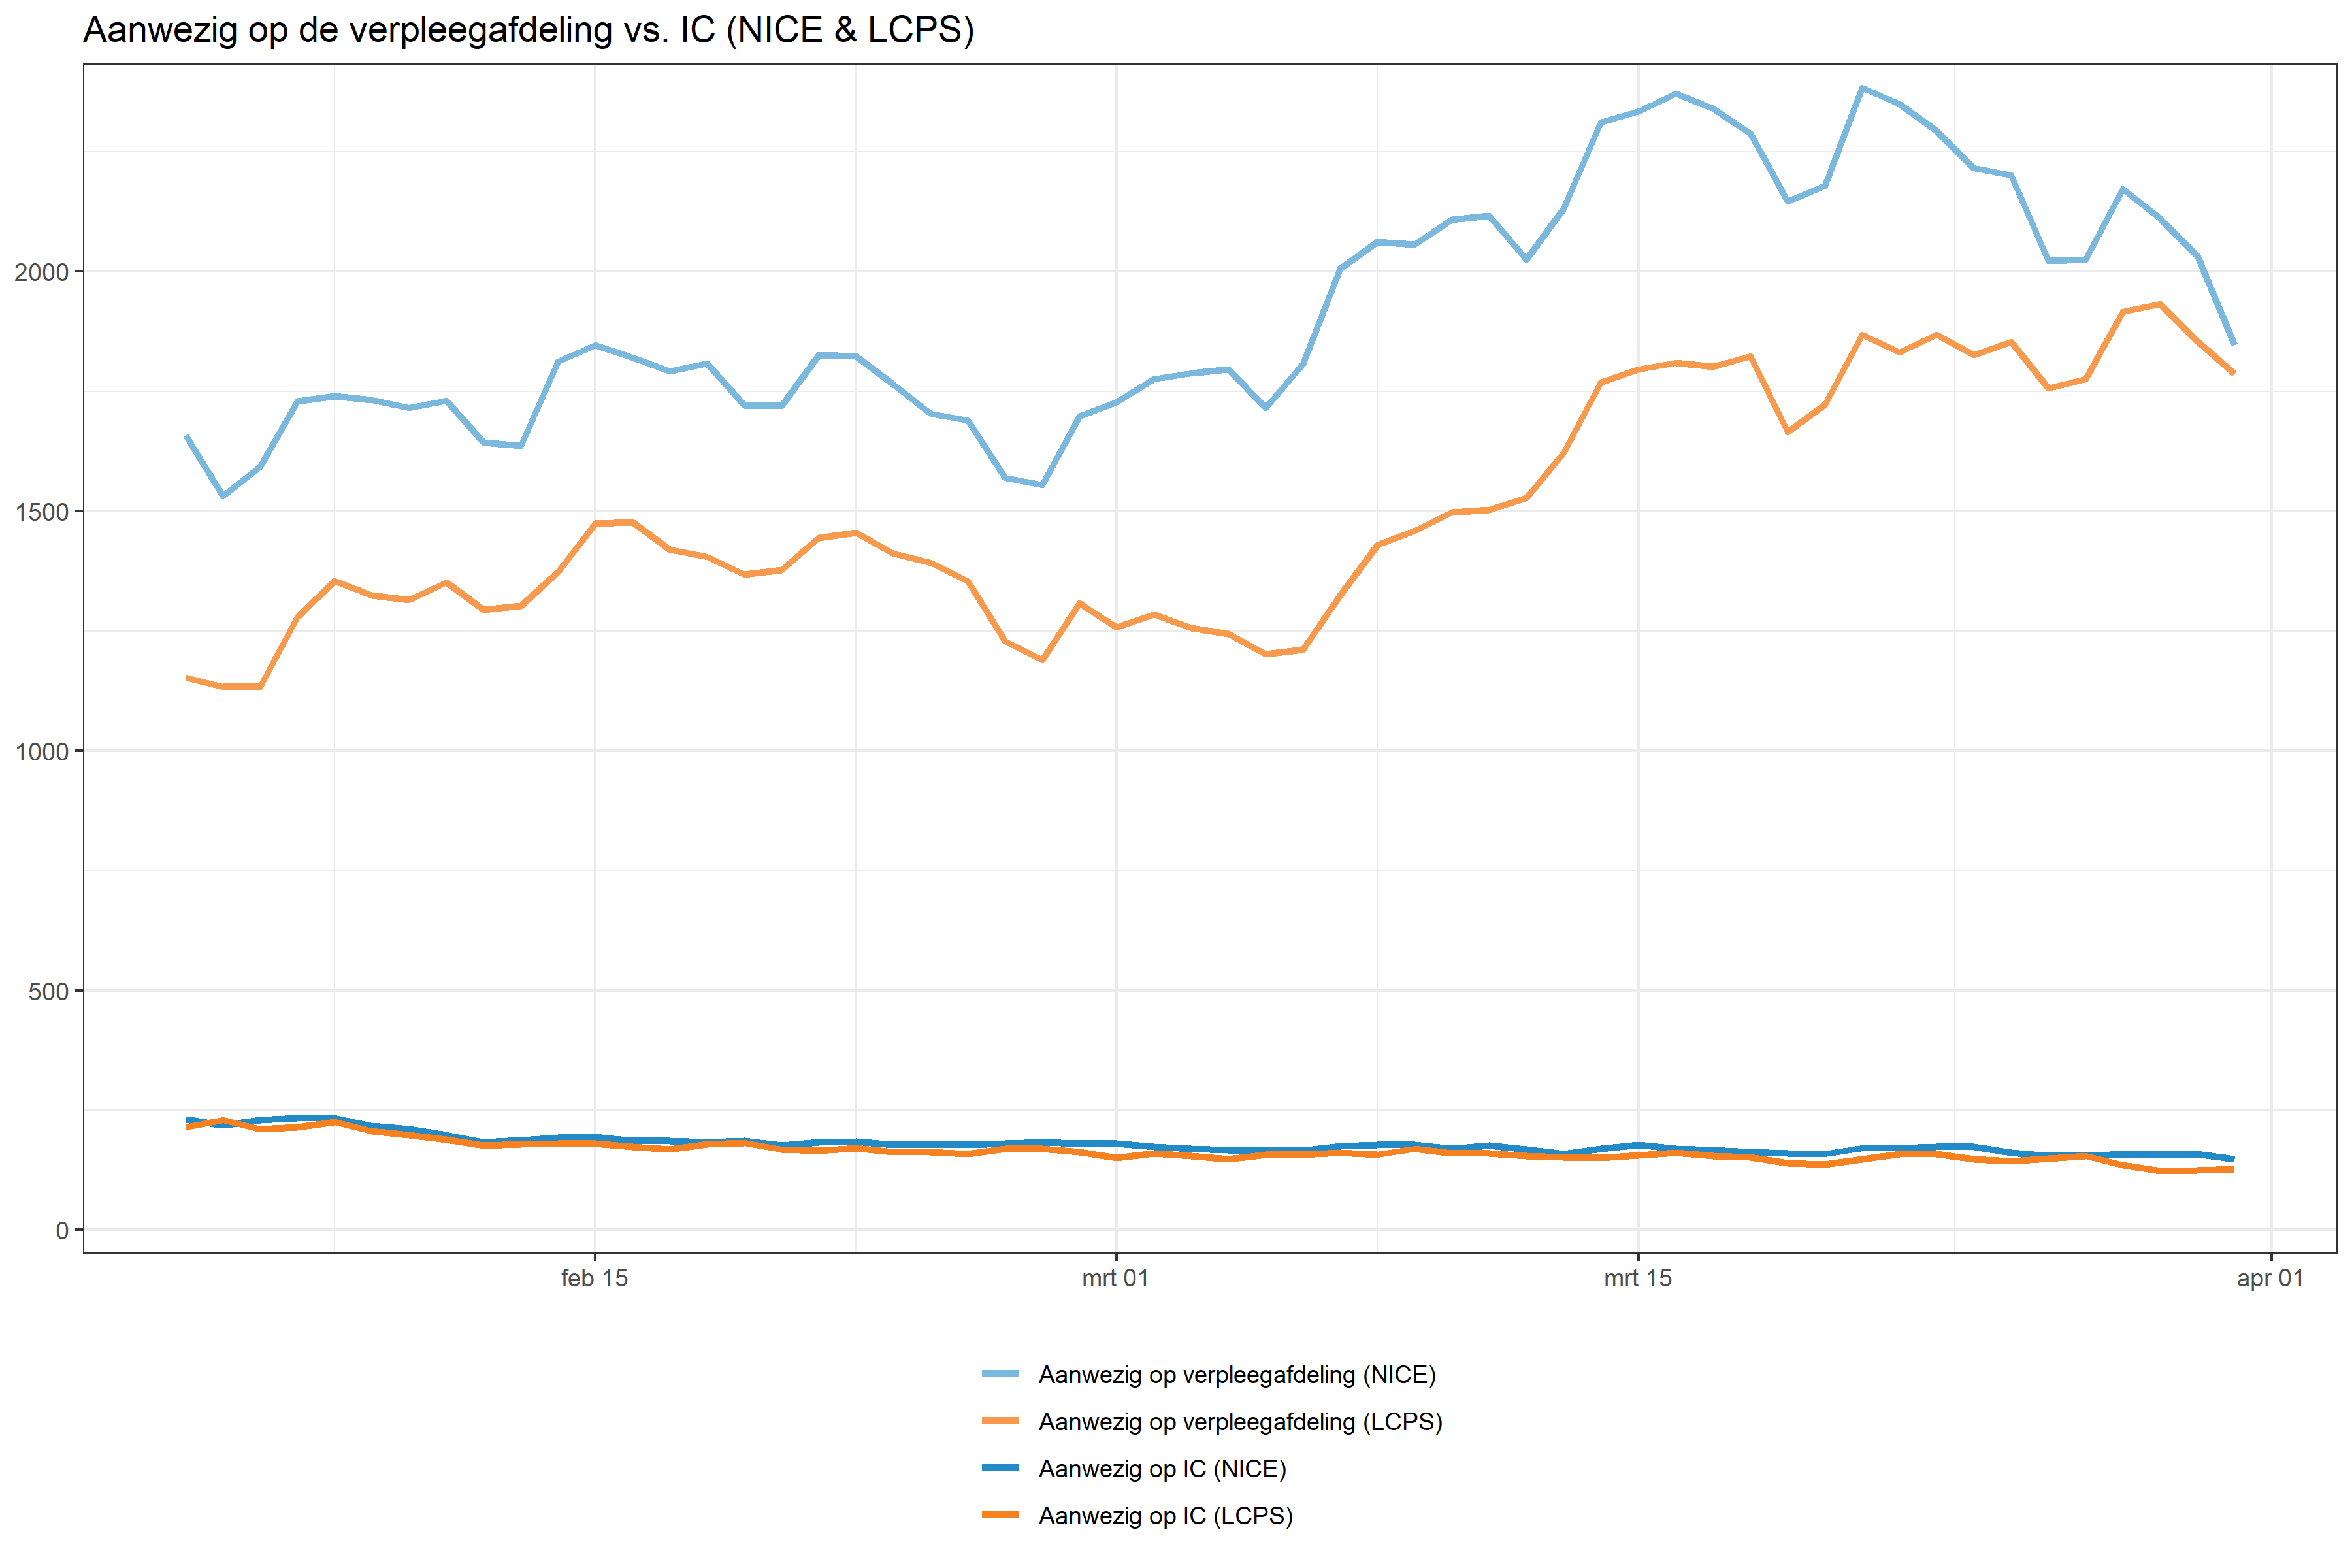 Aanwezig op de verpleegafdeling vs. IC (NICE & LCPS)
2000
1500
1000
500
0
feb 15
mrt 01
mrt 15
apr 01
Aanwezig op verpleegafdeling (NICE)
Aanwezig op verpleegafdeling (LCPS)
Aanwezig op IC (NICE)
Aanwezig op IC (LCPS)